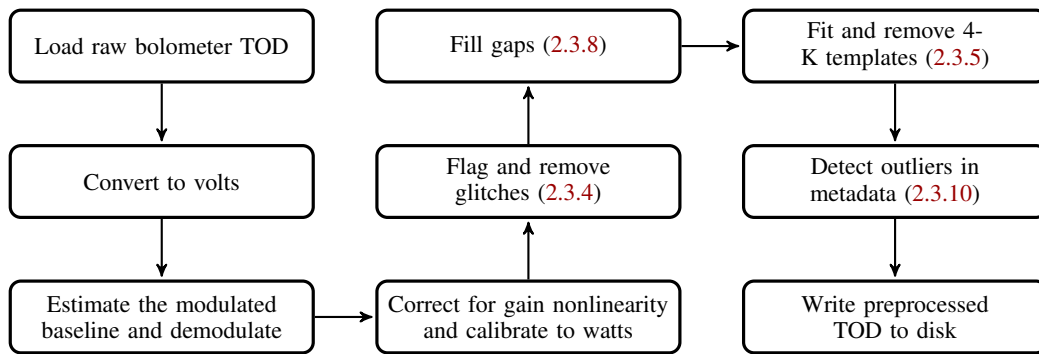 Load raw bolometer TOD
Convert to volts
Estimate the modulated
baseline and demodulate
Correct for gain nonlinearity
and calibrate to watts
Flag and remove
glitches (2.3.4)
Fill gaps (2.3.8)
Fit and remove 4-
K templates (2.3.5)
Detect outliers in
metadata (2.3.10)
Write preprocessed
TOD to disk